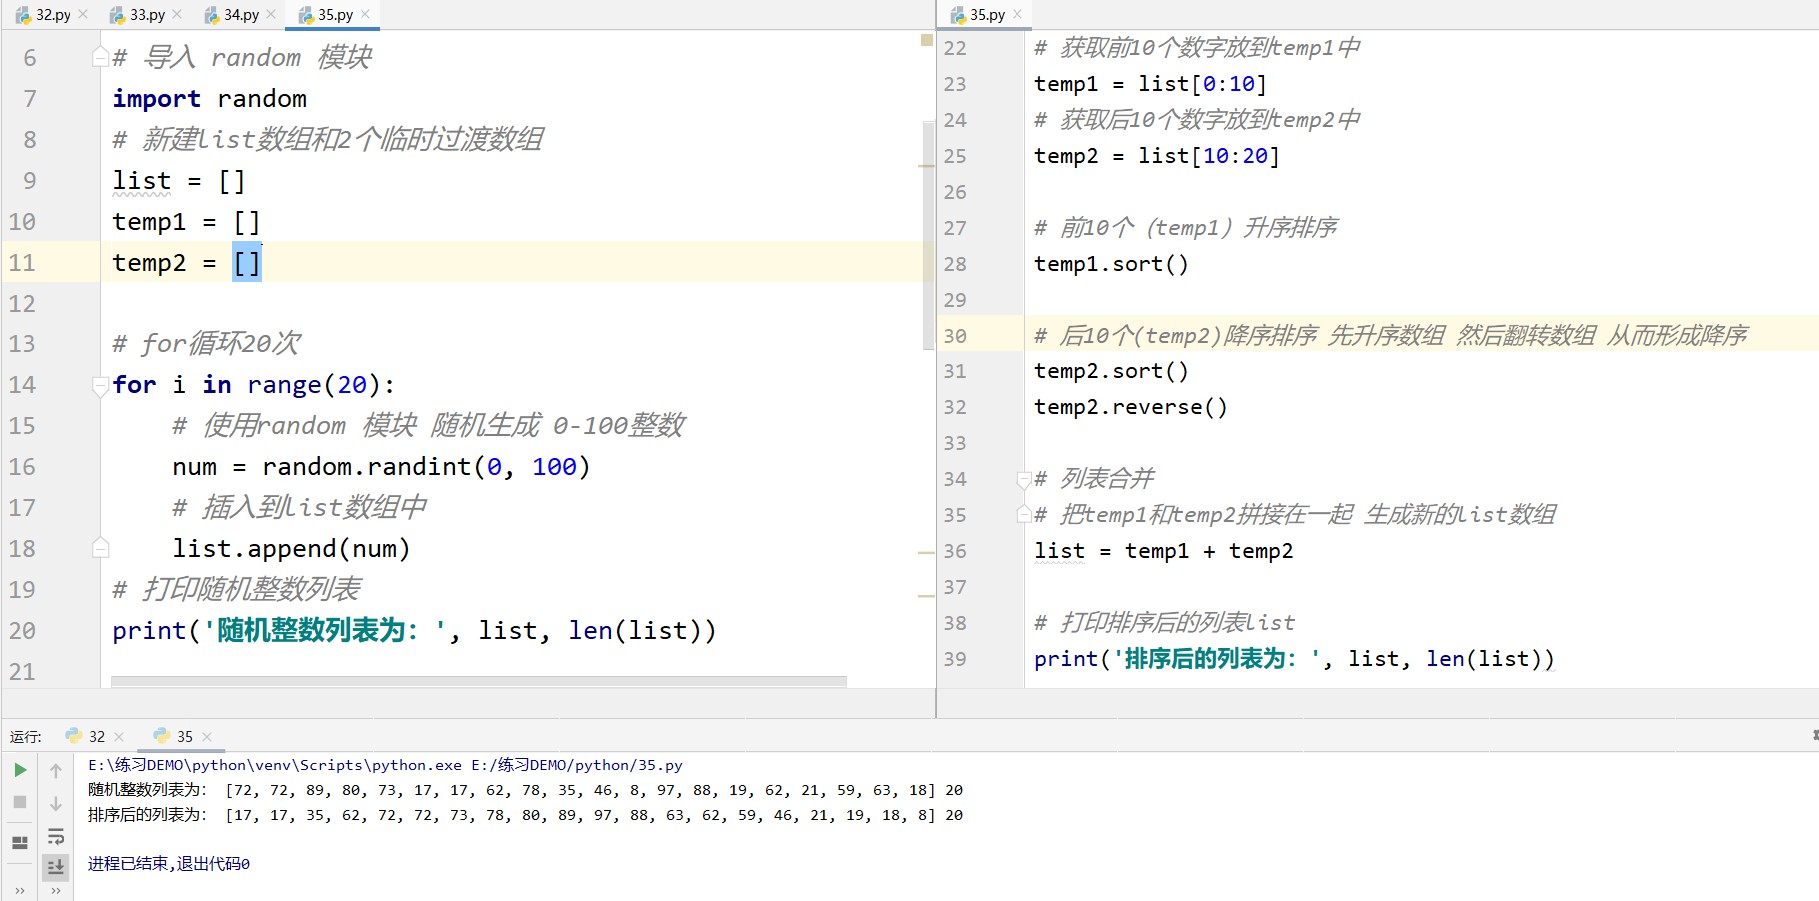 32.py
33.py
34.py
35.py
6 # 导入 random 模块
7 import random
8 # 新建list数组和2个临时过渡数组
9 list = []
10 temp1 = []
11 temp2 = []
12
13 # for循环20次
14 for i in range(20):
15 # 使用random 模块 随机生成 0-100整数
16 num = random.randint(0, 100)
17 # 插入到list数组中
18 list.append(num)
19 # 打印随机整数列表
20 print('随机整数列表为：', list, len(list))
21
35.py
22 # 获取前10个数字放到temp1中
23 temp1 = list[0:10]
24 # 获取后10个数字放到temp2中
25 temp2 = list[10:20]
26
27 # 前10个（temp1）升序排序
28 temp1.sort()
29
30 # 后10个(temp2)降序排序 先升序数组 然后翻转数组 从而形成降序
31 temp2.sort()
32 temp2.reverse()
33
34 # 列表合并
35 # 把temp1和temp2拼接在一起 生成新的list数组
36 list = temp1 + temp2
37
38 # 打印排序后的列表list
39 print('排序后的列表为：', list, len(list))
运行: 32 35
E:\练习DEMO\python\venv\Scripts\python.exe E:/练习DEMO/python/35.py
随机整数列表为： [72, 72, 89, 80, 73, 17, 17, 62, 78, 35, 46, 8, 97, 88, 19, 62, 21, 59, 63, 18] 20
排序后的列表为： [17, 17, 35, 62, 72, 72, 73, 78, 80, 89, 97, 88, 63, 62, 59, 46, 21, 19, 18, 8] 20
进程已结束,退出代码0